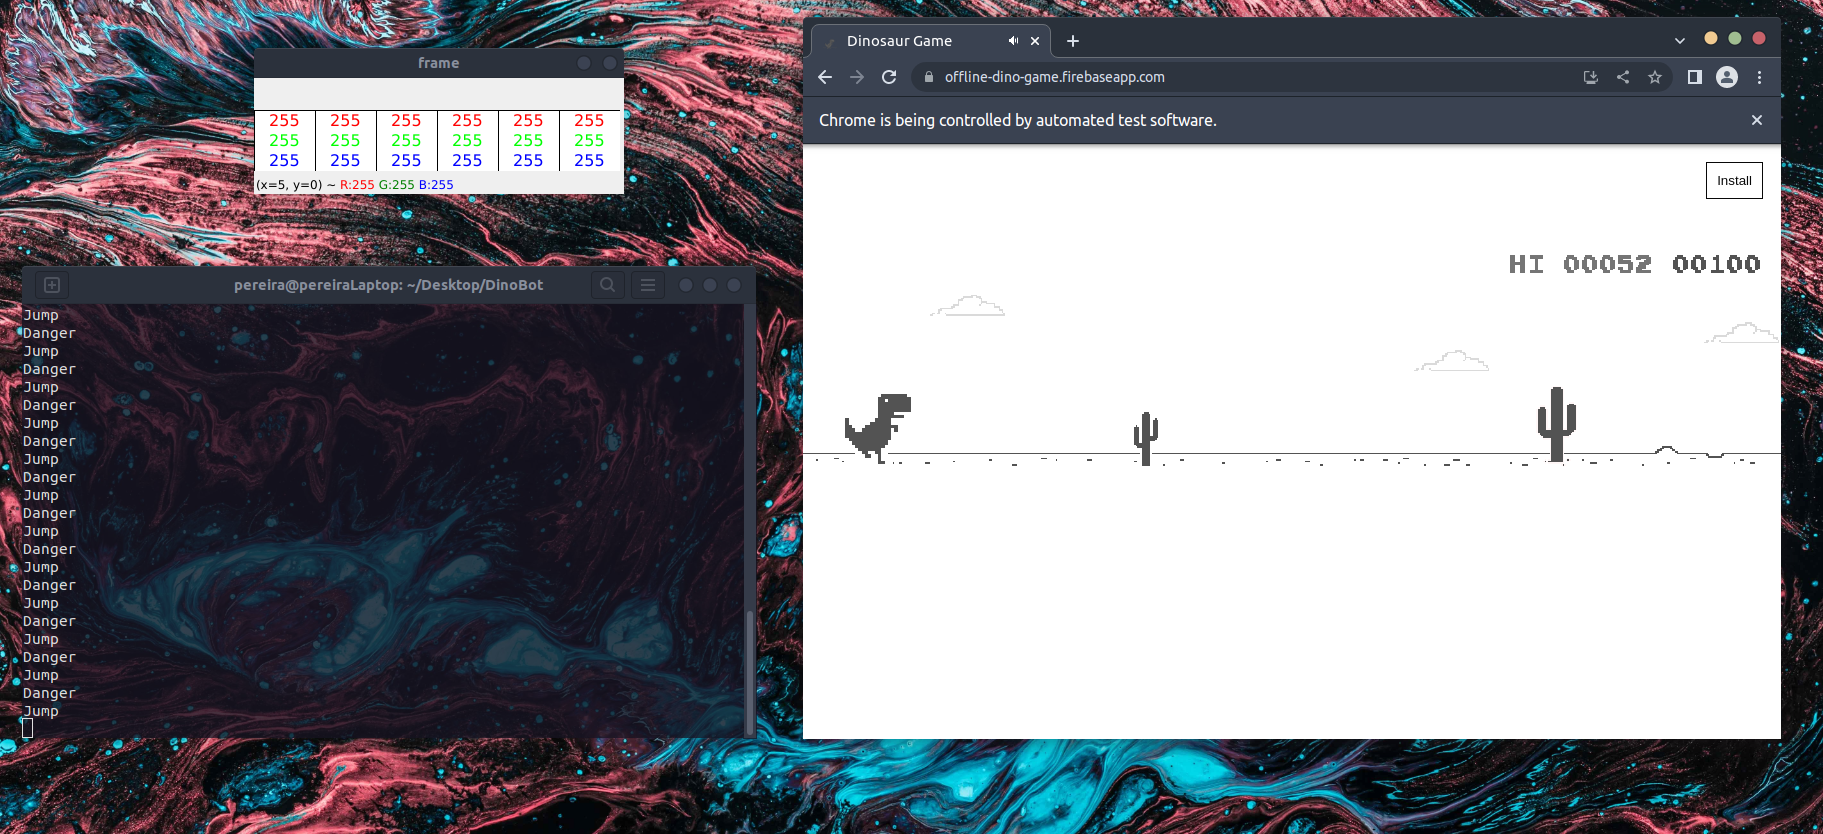 frame
255 255 255 255 255 255
255 255 255 255 255 255
255 255 255 255 255 255
(x=5, y=0) ~ R:255 G:255 B:255
pereira@pereiraLaptop: ~/Desktop/DinoBot
Jump
Danger
Jump
Danger
Jump
Danger
Jump
Danger
Jump
Danger
Jump
Danger
Jump
Danger
Jump
Danger
Jump
Danger
Jump
Danger
Jump
Danger
Jump
Dinosaur Game
offline-dino-game.firebaseapp.com
Chrome is being controlled by automated test software.
Install
HI 00052 00100